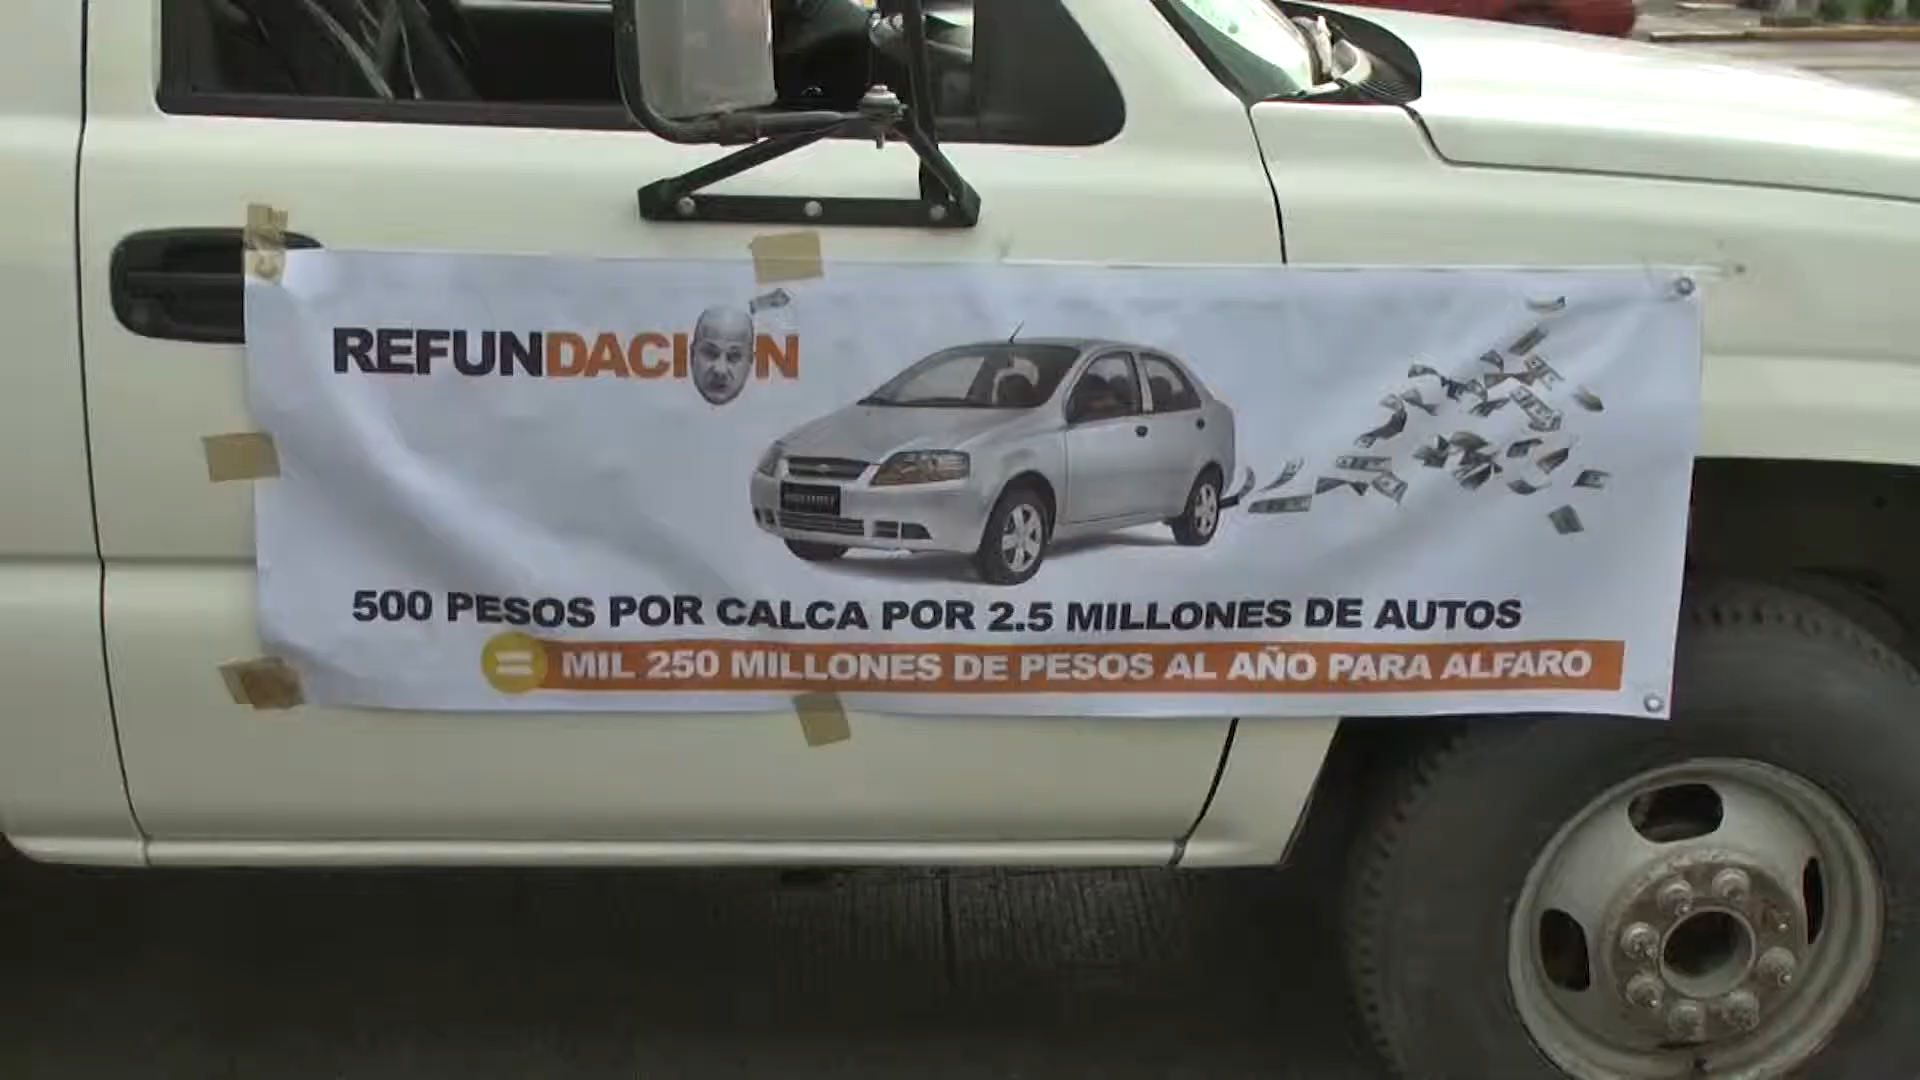 REFUNDACIÓN
500 PESOS POR CALCA POR 2.5 MILLONES DE AUTOS
= MIL 250 MILLONES DE PESOS AL AÑO PARA ALFARO